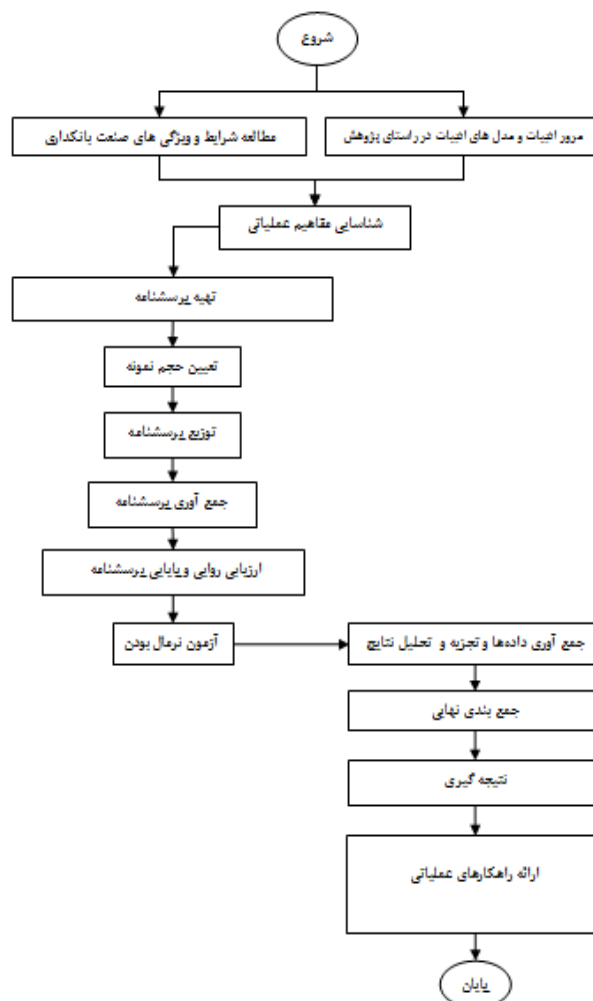 شروع
مرور ادبیات و مدل های ادبیات در راستای پژوهش
مطالعه شرایط و ویژگی های صنعت بانکداری
شناسایی مفاهیم عملیاتی
تهیه پرسشنامه
تعیین حجم نمونه
توزیع پرسشنامه
جمع آوری پرسشنامه
ارزیابی روایی و پایایی پرسشنامه
آزمون نرمال بودن
جمع آوری داده‌ها و تجزیه و تحلیل نتایج
جمع بندی نهایی
نتیجه گیری
ارائه راهکارهای عملیاتی
پایان